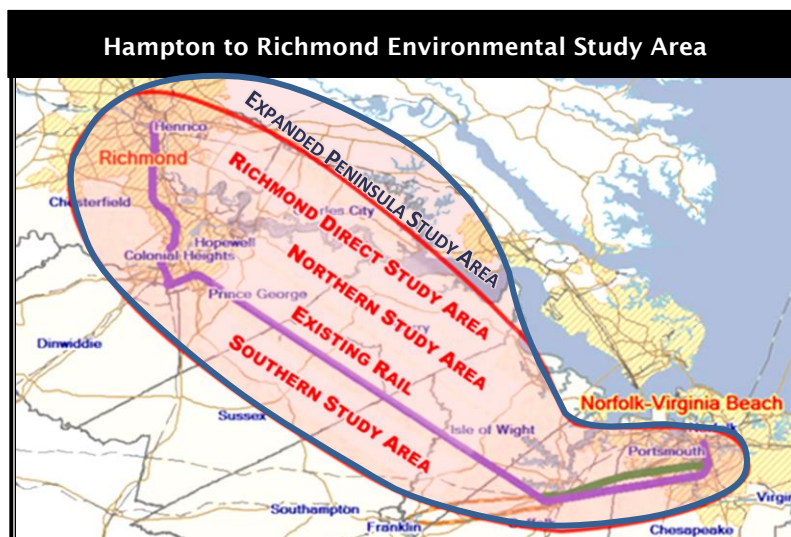 Hampton to Richmond Environmental Study Area
EXPANDED PENINSULA STUDY AREA
Henrico
Richmond
RICHMOND DIRECT STUDY AREA
Chesterfield
City
Hopewell
NORTHERN STUDY AREA
Colonial Heights
Prince George
EXISTING RAIL
Dinwiddie
SOUTHERN STUDY AREA
Norfolk-Virginia Beach
Sussex
Isle of Wight
Portsmouth
Southampton
Franklin
Chesapeake